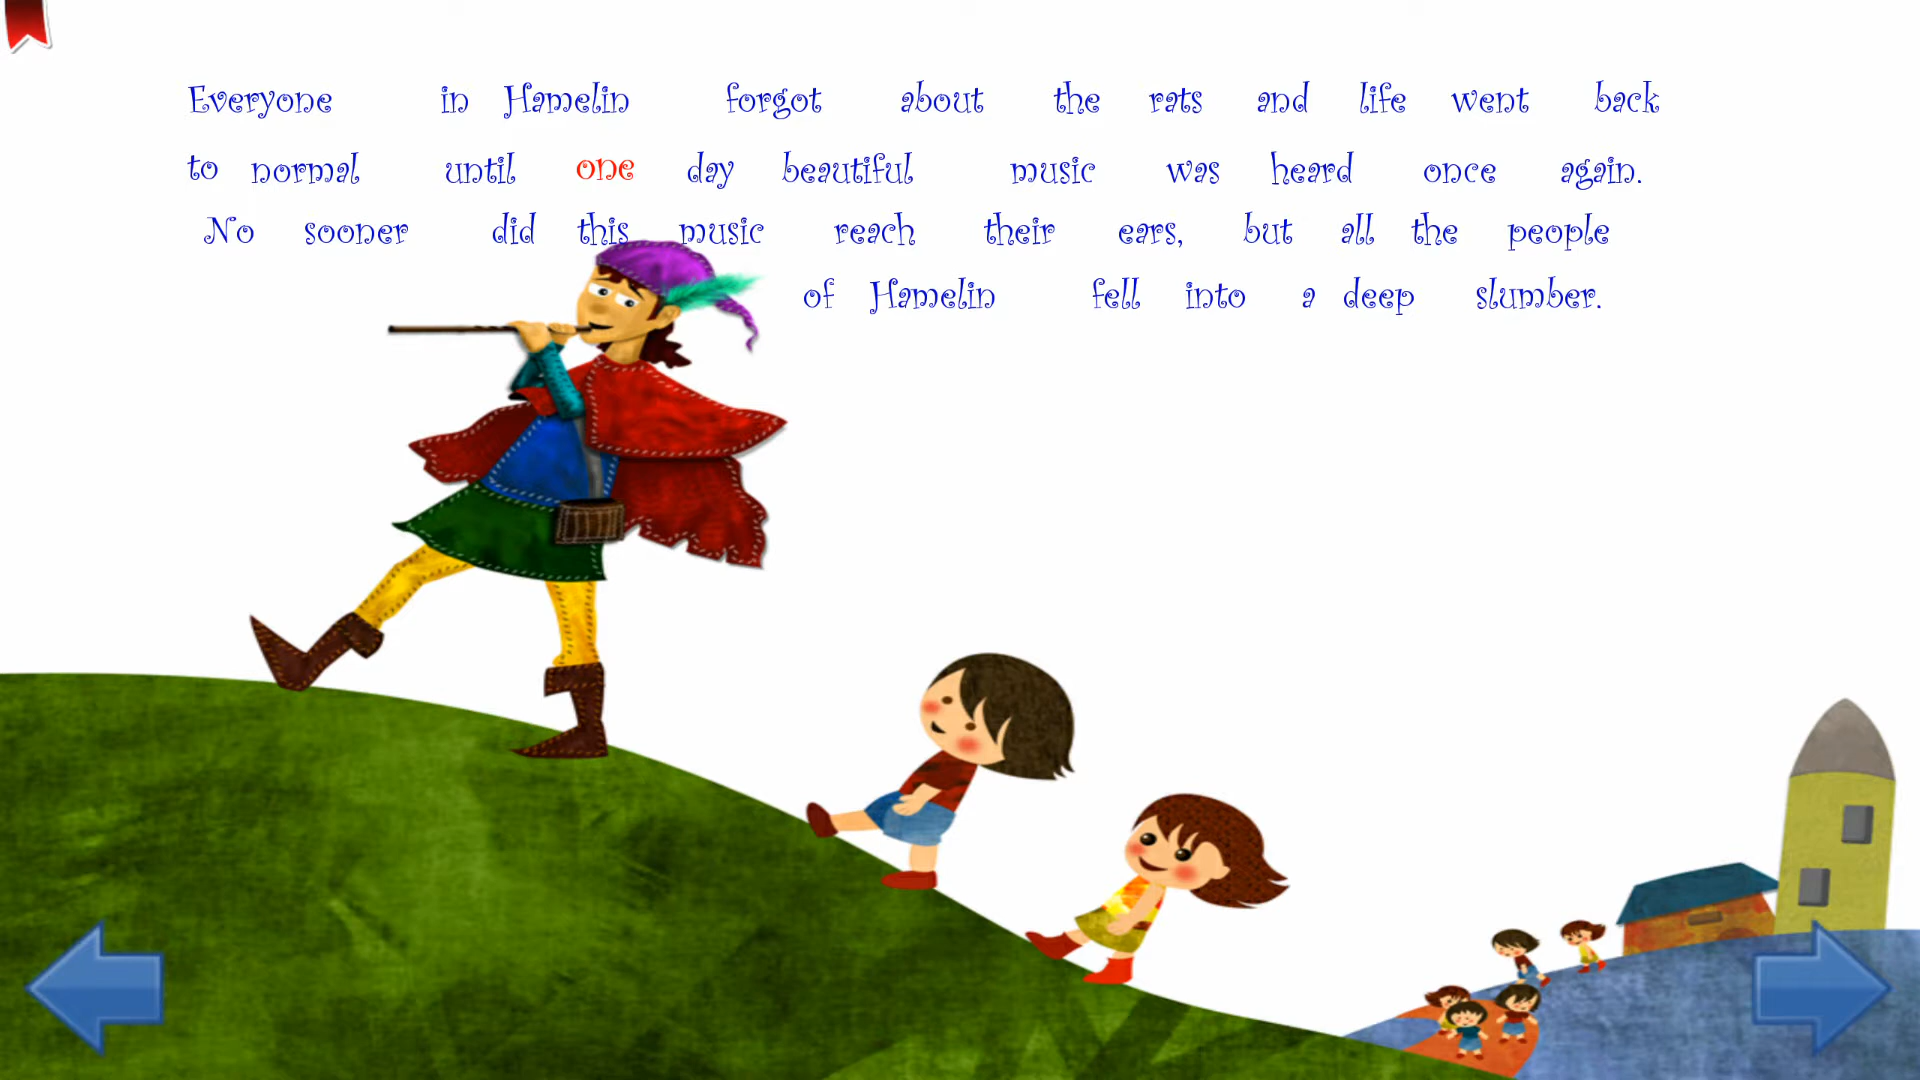 Everyone in Hamelin forgot about the rats and life went back
to normal until one day beautiful music was heard once again.
No sooner did this music reach their ears, but all the people
of Hamelin fell into a deep slumber.